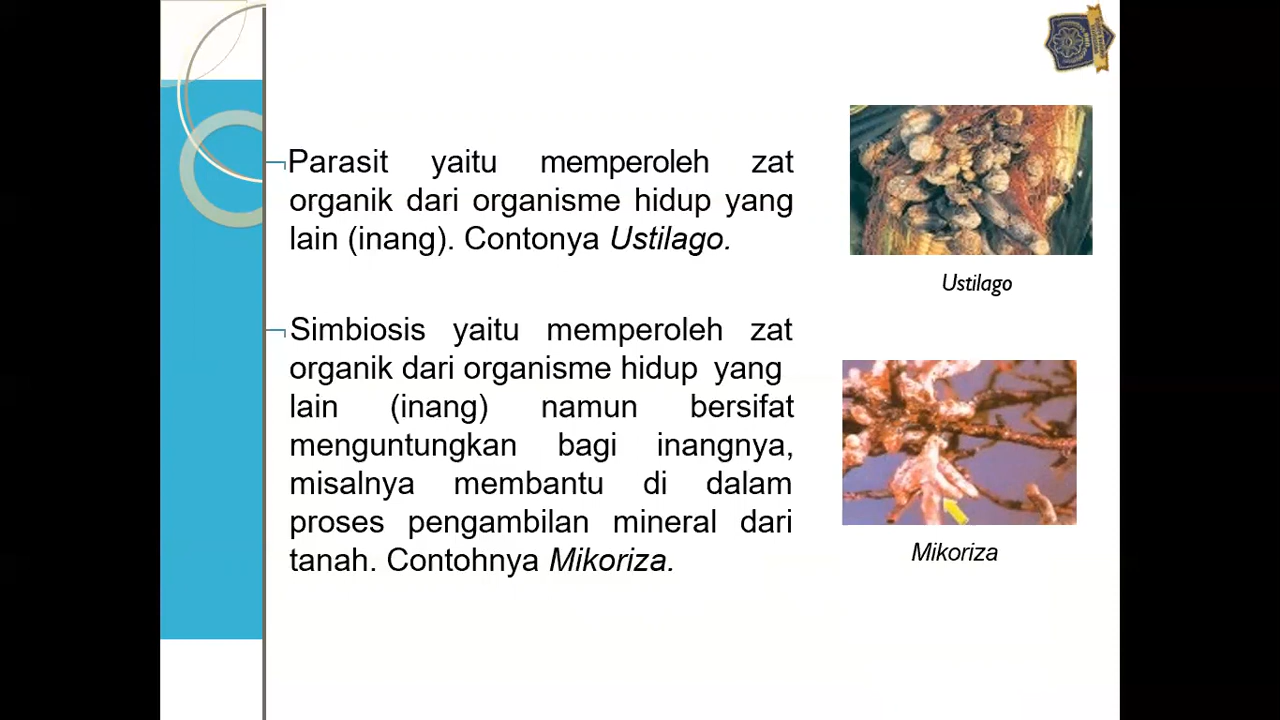 Parasit yaitu memperoleh zat
organik dari organisme hidup yang
lain (inang). Contonya Ustilago.
Ustilago
Simbiosis yaitu memperoleh zat
organik dari organisme hidup yang
lain (inang) namun bersifat
menguntungkan bagi inangnya,
misalnya membantu di dalam
proses pengambilan mineral dari
tanah. Contohnya Mikoriza.
Mikoriza